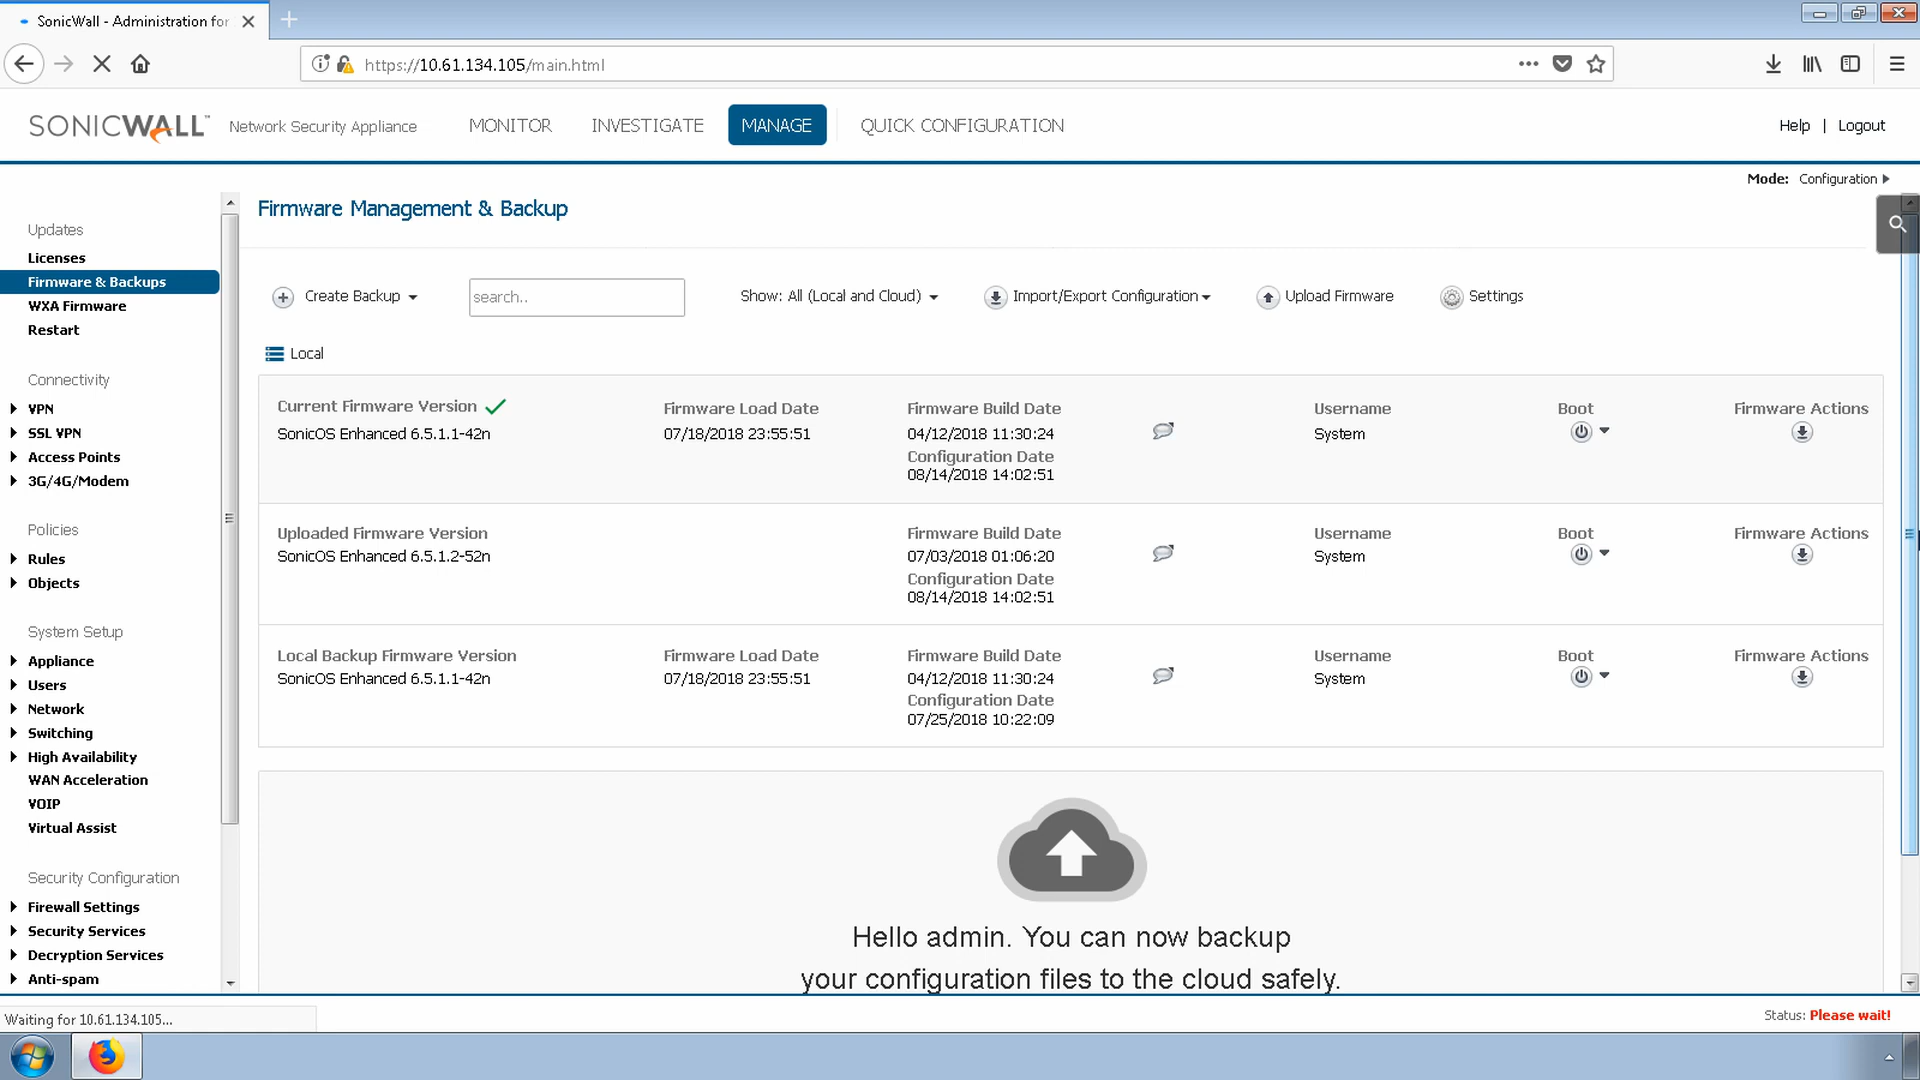 SonicWall - Administration for
https://10.61.134.105/main.html
SONICWALL™ Network Security Appliance MONITOR INVESTIGATE MANAGE QUICK CONFIGURATION Help | Logout
Mode: Configuration
Updates
Licenses
Firmware & Backups
WXA Firmware
Restart
Connectivity
VPN
SSL VPN
Access Points
3G/4G/Modem
Policies
Rules
Objects
System Setup
Appliance
Users
Network
Switching
High Availability
WAN Acceleration
VOIP
Virtual Assist
Security Configuration
Firewall Settings
Security Services
Decryption Services
Anti-spam
Firmware Management & Backup
Create Backup search.. Show: All (Local and Cloud) Import/Export Configuration Upload Firmware Settings
Local
Current Firmware Version Firmware Load Date Firmware Build Date Username Boot Firmware Actions
SonicOS Enhanced 6.5.1.1-42n 07/18/2018 23:55:51 04/12/2018 11:30:24 System
Configuration Date
08/14/2018 14:02:51
Uploaded Firmware Version Firmware Build Date Username Boot Firmware Actions
SonicOS Enhanced 6.5.1.2-52n 07/03/2018 01:06:20 System
Configuration Date
08/14/2018 14:02:51
Local Backup Firmware Version Firmware Load Date Firmware Build Date Username Boot Firmware Actions
SonicOS Enhanced 6.5.1.1-42n 07/18/2018 23:55:51 04/12/2018 11:30:24 System
Configuration Date
07/25/2018 10:22:09
Hello admin. You can now backup
your configuration files to the cloud safely.
Waiting for 10.61.134.105...
Status: Please wait!